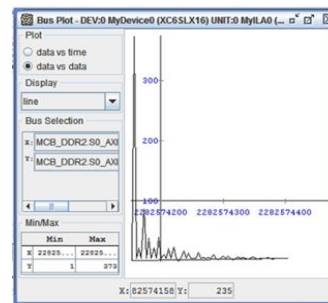 Bus Plot - DEV:0 MyDevice0 (XC6SLX16) UNIT:0 MyILA0 (...
Plot
data vs time
data vs data
Display
line
Bus Selection
X: MCB_DDR2.S0_AXI
Y: MCB_DDR2.S0_AXI
Min/Max
Min Max
X 22825... 22825...
Y 1 373
300
200
100
2282574200 2282574300 2282574400
X: 82574158 Y: 235